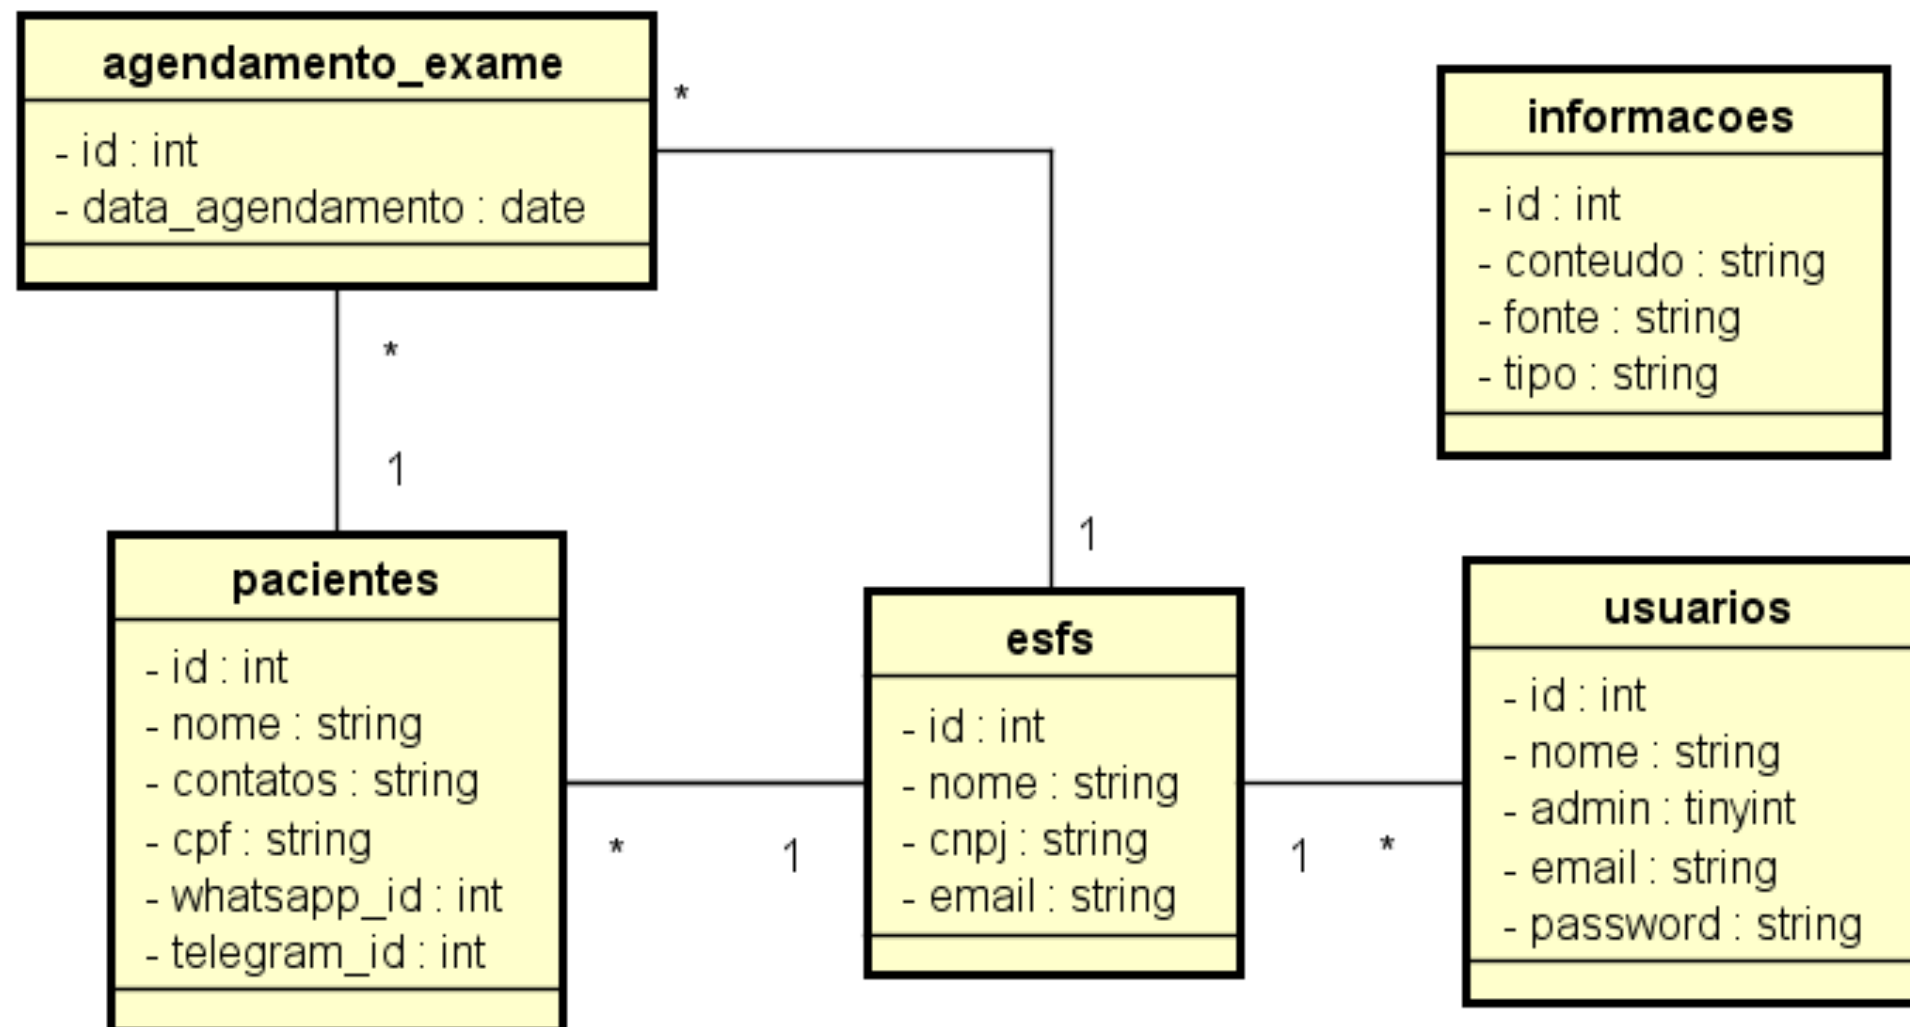 agendamento_exame
- id : int
- data_agendamento : date
*
*
1
1
informacoes
- id : int
- conteudo : string
- fonte : string
- tipo : string
pacientes
- id : int
- nome : string
- contatos : string
- cpf : string
- whatsapp_id : int
- telegram_id : int
*
1
esfs
- id : int
- nome : string
- cnpj : string
- email : string
1
*
usuarios
- id : int
- nome : string
- admin : tinyint
- email : string
- password : string